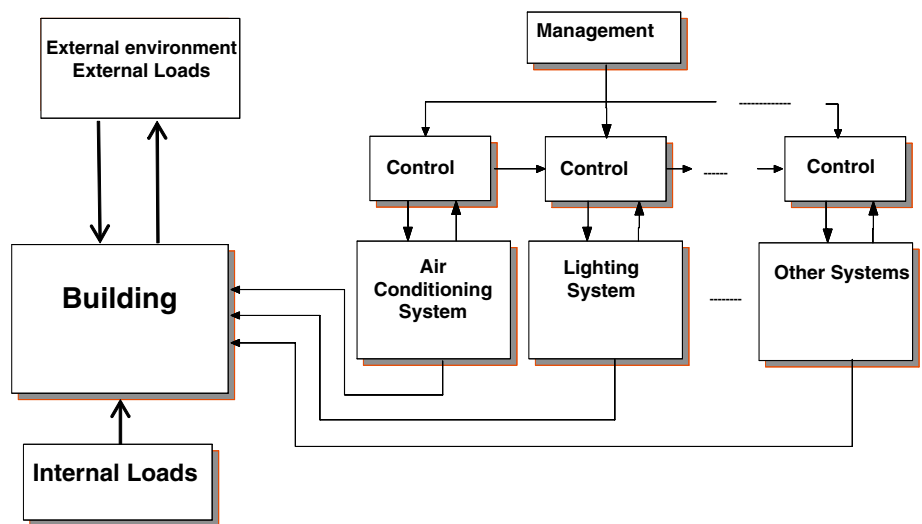 External environment
External Loads
Management
Control
Control
Control
Building
Air
Conditioning
System
Lighting
System
Other Systems
Internal Loads